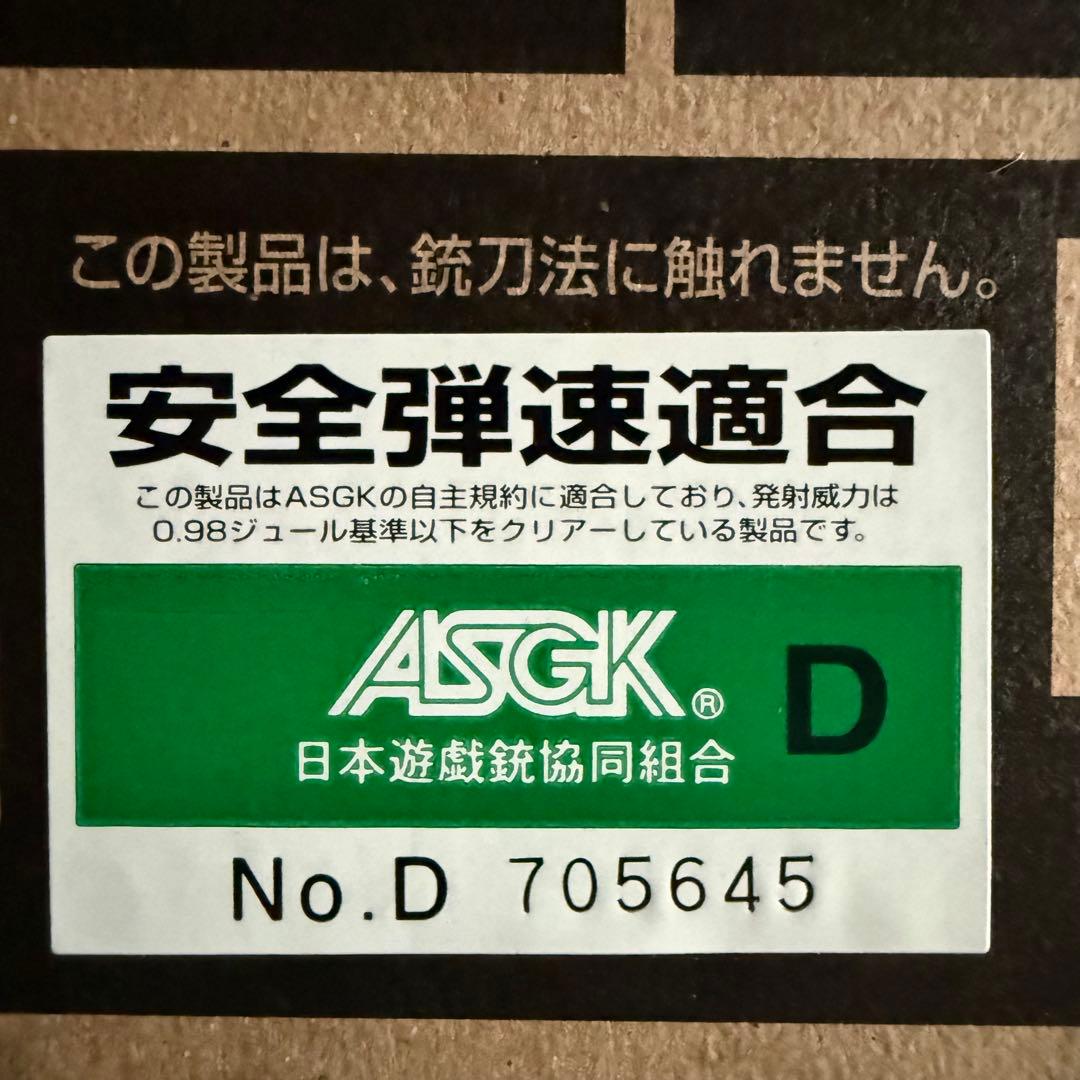 この製品は、銃刀法に触れません。
安全弾速適合
この製品はASGKの自主規約に適合しており、発射威力は
0.98ジュール基準以下をクリアーしている製品です。
ASGK® D
日本遊戯銃協同組合
No.D 705645